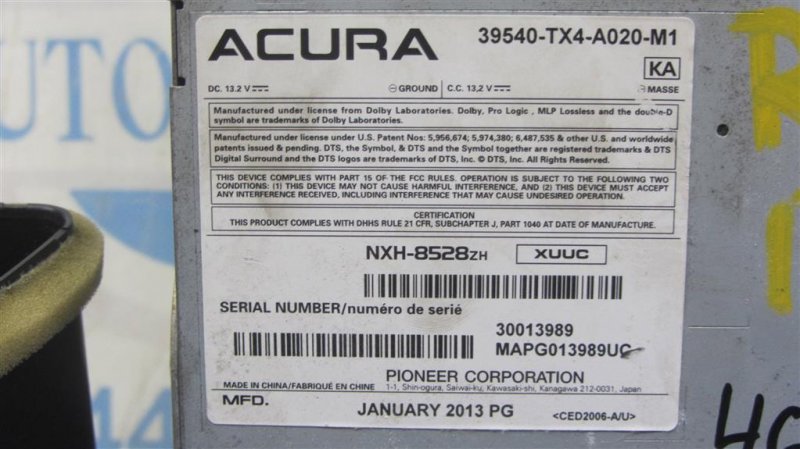 ACURA
39540-TX4-A020-M1
KA
DC. 13.2 V ⊖GROUND C.C. 13,2 V ⊖MASSE
Manufactured under license from Dolby Laboratories. Dolby, Pro Logic , MLP Lossless and the double-D
symbol are trademarks of Dolby Laboratories.
Manufactured under license under U.S. Patent Nos: 5,956,674; 5,974,380; 6,487,535 & other U.S. and worldwide
patents issued & pending. DTS, the Symbol, & DTS and the Symbol together are registered trademarks & DTS
Digital Surround and the DTS logos are trademarks of DTS, Inc. © DTS, Inc. All Rights Reserved.
THIS DEVICE COMPLIES WITH PART 15 OF THE FCC RULES. OPERATION IS SUBJECT TO THE FOLLOWING TWO
CONDITIONS: (1) THIS DEVICE MAY NOT CAUSE HARMFUL INTERFERENCE, AND (2) THIS DEVICE MUST ACCEPT
ANY INTERFERENCE RECEIVED, INCLUDING INTERFERENCE THAT MAY CAUSE UNDESIRED OPERATION.
CERTIFICATION
THIS PRODUCT COMPLIES WITH DHHS RULE 21 CFR, SUBCHAPTER J, PART 1040 AT DATE OF MANUFACTURE.
NXH-8528ZH XUUC
SERIAL NUMBER/numéro de serié
30013989
MAPG013989UC
PIONEER CORPORATION
MADE IN CHINA/FABRIQUÉ EN CHINE 1-1, Shin-ogura, Saiwai-ku, Kawasaki-shi, Kanagawa 212-0031, Japan
MFD. JANUARY 2013 PG <CED2006-A/U>
UTO
44